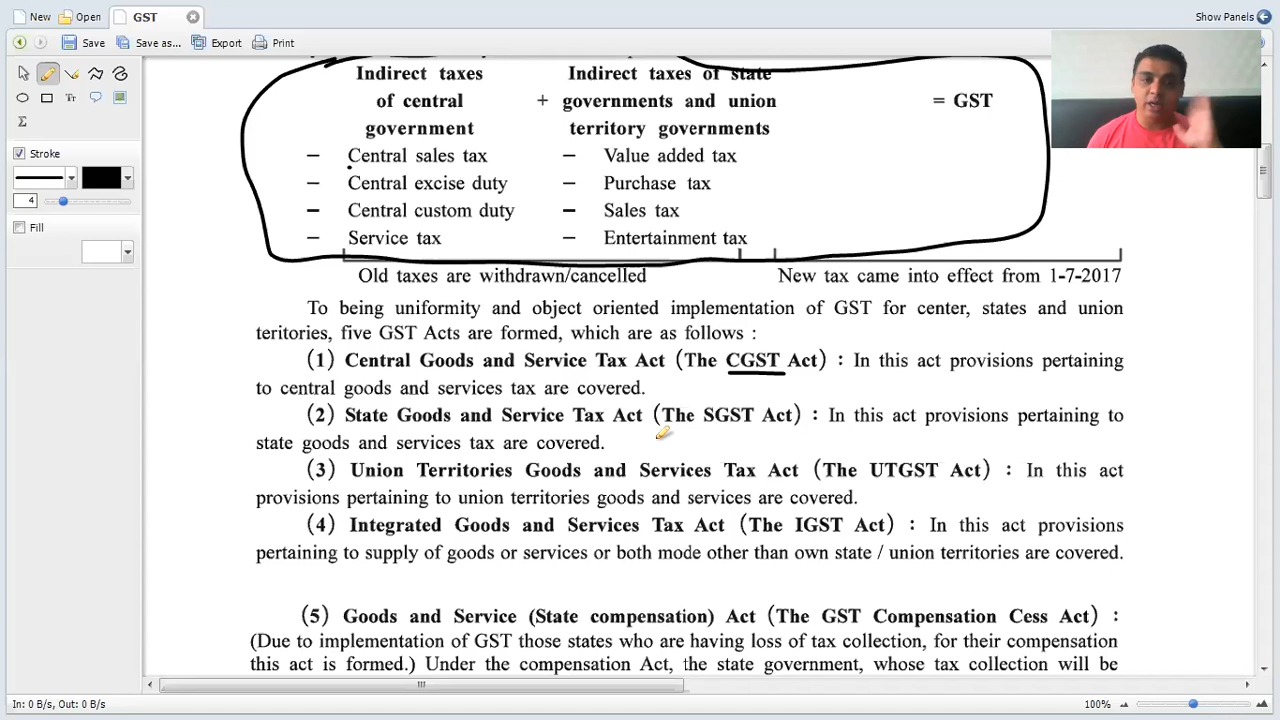 New Open GST Show Panels
Save Save as... Export Print
Indirect taxes Indirect taxes of state
of central + governments and union = GST
government territory governments
– Central sales tax – Value added tax
– Central excise duty – Purchase tax
– Central custom duty – Sales tax
– Service tax – Entertainment tax
Old taxes are withdrawn/cancelled New tax came into effect from 1-7-2017
To being uniformity and object oriented implementation of GST for center, states and union
teritories, five GST Acts are formed, which are as follows :
(1) Central Goods and Service Tax Act (The CGST Act) : In this act provisions pertaining
to central goods and services tax are covered.
(2) State Goods and Service Tax Act (The SGST Act) : In this act provisions pertaining to
state goods and services tax are covered.
(3) Union Territories Goods and Services Tax Act (The UTGST Act) : In this act
provisions pertaining to union territories goods and services are covered.
(4) Integrated Goods and Services Tax Act (The IGST Act) : In this act provisions
pertaining to supply of goods or services or both mode other than own state / union territories are covered.
(5) Goods and Service (State compensation) Act (The GST Compensation Cess Act) :
(Due to implementation of GST those states who are having loss of tax collection, for their compensation
this act is formed.) Under the compensation Act, the state government, whose tax collection will be
Tr
Σ
Stroke
4
Fill
In: 0 B/s, Out: 0 B/s 100%